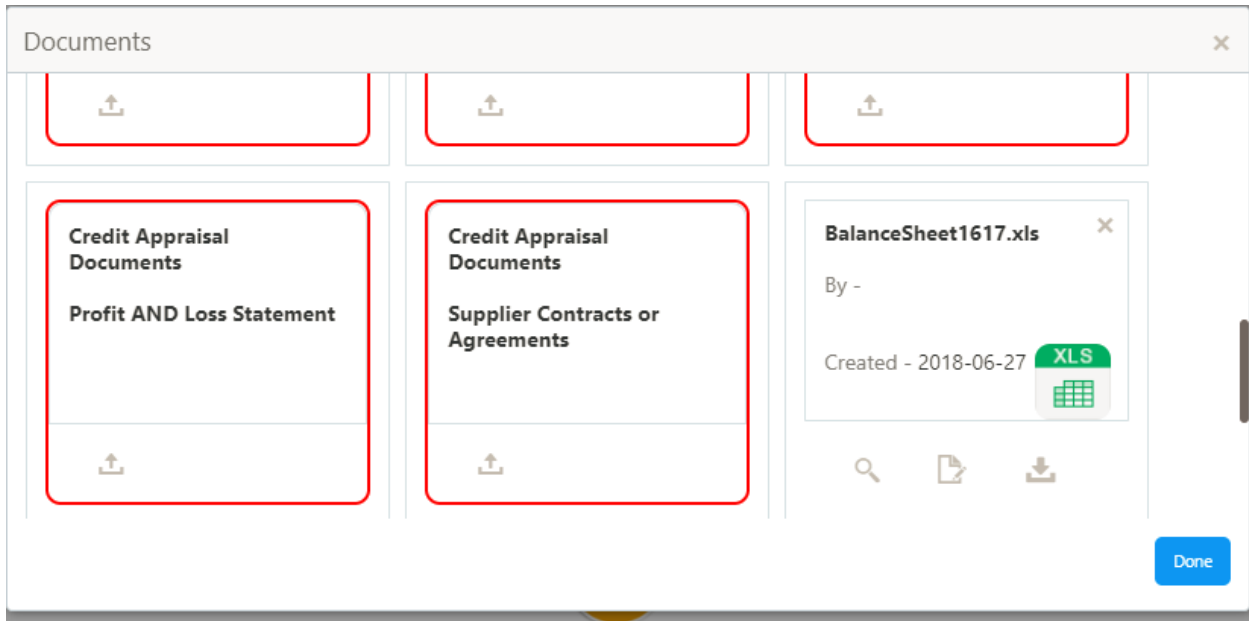 Documents
Credit Appraisal
Documents
Profit AND Loss Statement
Credit Appraisal
Documents
Supplier Contracts or
Agreements
BalanceSheet1617.xls
By -
Created - 2018-06-27
XLS
Done